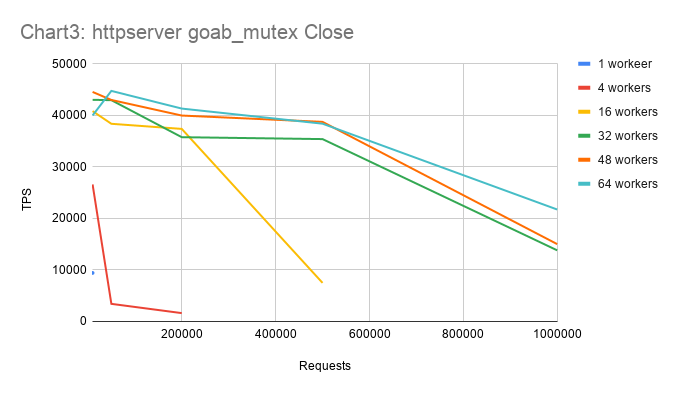 Chart3: httpserver goab_mutex Close
50000
40000
30000
20000
10000
0
TPS
200000
400000
600000
800000
1000000
Requests
1 workeer
4 workers
16 workers
32 workers
48 workers
64 workers